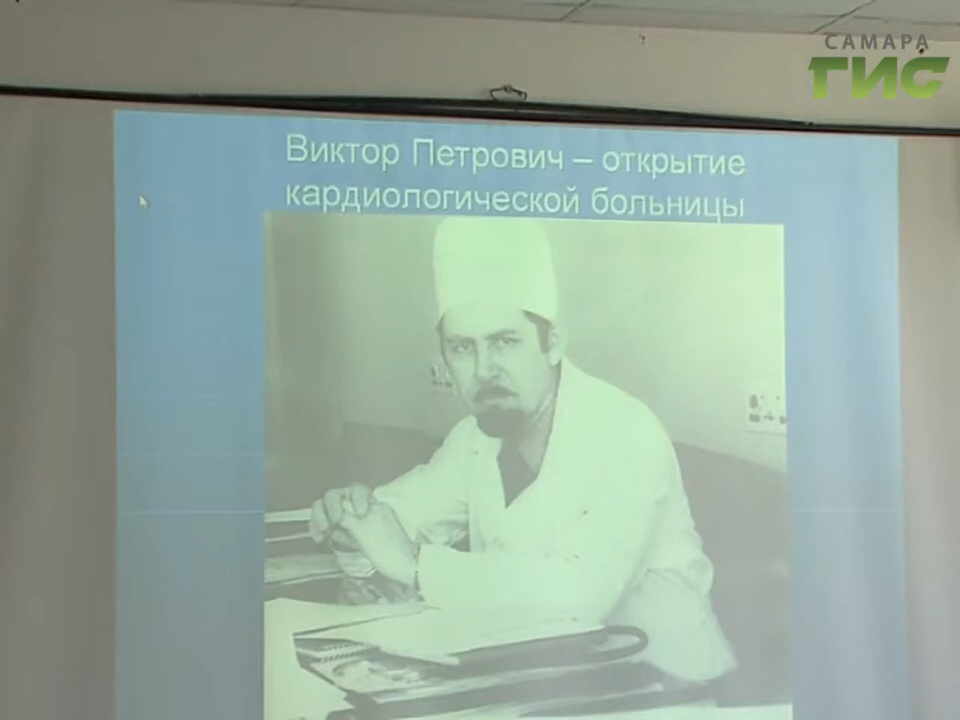 САМАРА
ГИС
Виктор Петрович – открытие
кардиологической больницы